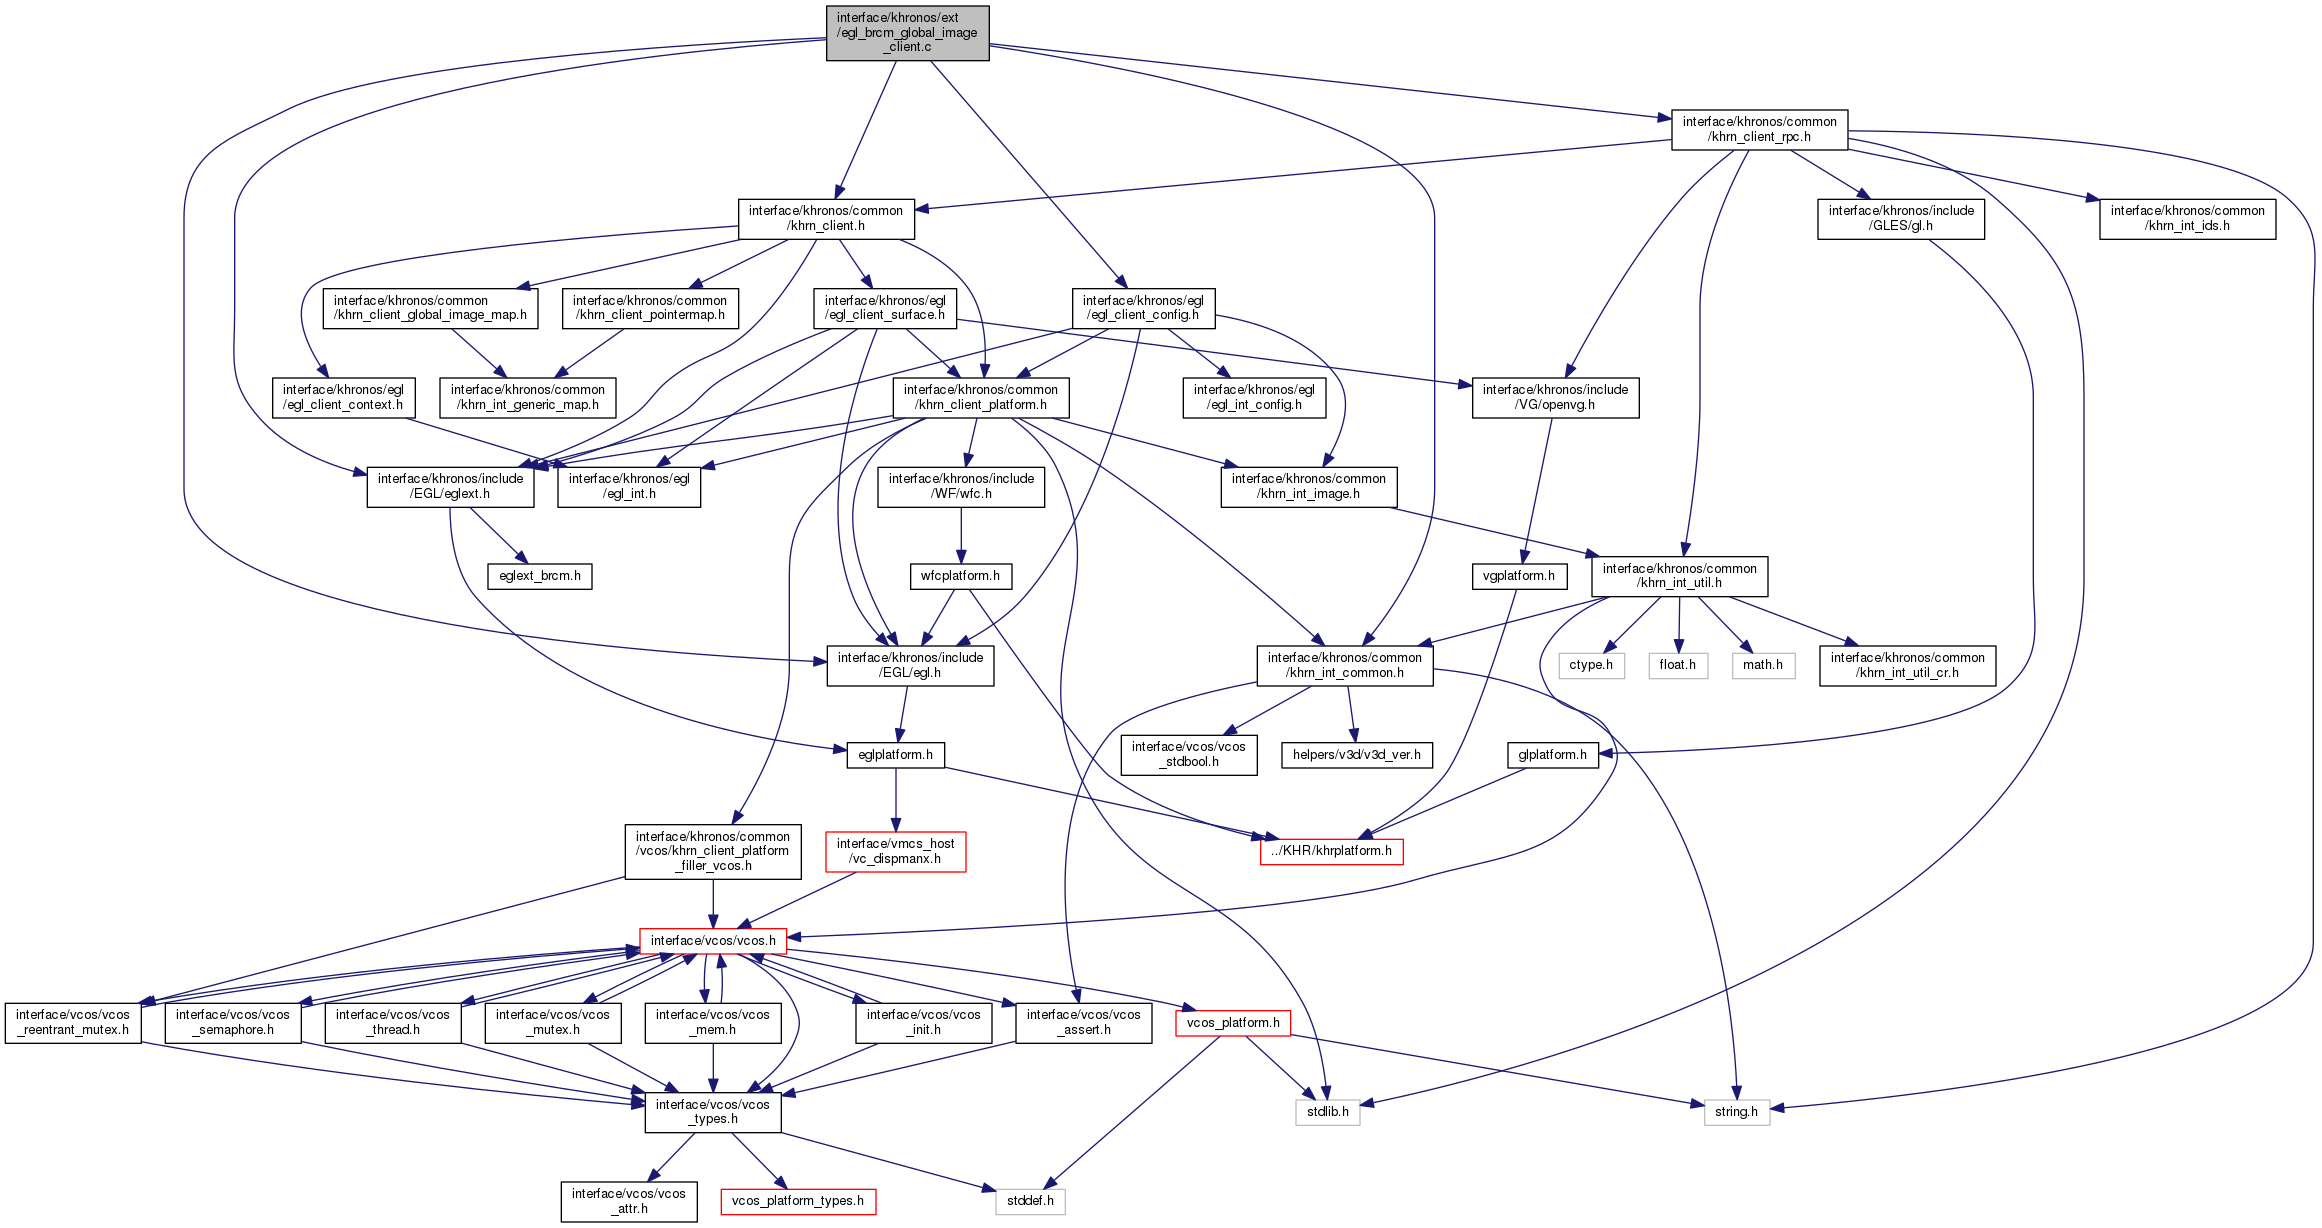 interface/khronos/ext
/egl_brcm_global_image
_client.c
interface/khronos/common
/khrn_client_rpc.h
interface/khronos/common
/khrn_client.h
interface/khronos/include
/GLES/gl.h
interface/khronos/common
/khrn_int_ids.h
interface/khronos/common
/khrn_client_global_image_map.h
interface/khronos/common
/khrn_client_pointermap.h
interface/khronos/egl
/egl_client_surface.h
interface/khronos/egl
/egl_client_config.h
interface/khronos/egl
/egl_client_context.h
interface/khronos/common
/khrn_int_generic_map.h
interface/khronos/common
/khrn_client_platform.h
interface/khronos/egl
/egl_int_config.h
interface/khronos/include
/VG/openvg.h
interface/khronos/include
/EGL/eglext.h
interface/khronos/egl
/egl_int.h
interface/khronos/include
/WF/wfc.h
interface/khronos/common
/khrn_int_image.h
eglext_brcm.h
wfcplatform.h
vgplatform.h
interface/khronos/common
/khrn_int_util.h
interface/khronos/include
/EGL/egl.h
interface/khronos/common
/khrn_int_common.h
ctype.h
float.h
math.h
interface/khronos/common
/khrn_int_util_cr.h
eglplatform.h
interface/vcos/vcos
_stdbool.h
helpers/v3d/v3d_ver.h
glplatform.h
interface/khronos/common
/vcos/khrn_client_platform
_filler_vcos.h
interface/vmcs_host
/vc_dispmanx.h
../KHR/khrplatform.h
interface/vcos/vcos.h
interface/vcos/vcos
_reentrant_mutex.h
interface/vcos/vcos
_semaphore.h
interface/vcos/vcos
_thread.h
interface/vcos/vcos
_mutex.h
interface/vcos/vcos
_mem.h
interface/vcos/vcos
_init.h
interface/vcos/vcos
_assert.h
vcos_platform.h
interface/vcos/vcos
_types.h
stdlib.h
string.h
interface/vcos/vcos
_attr.h
vcos_platform_types.h
stddef.h